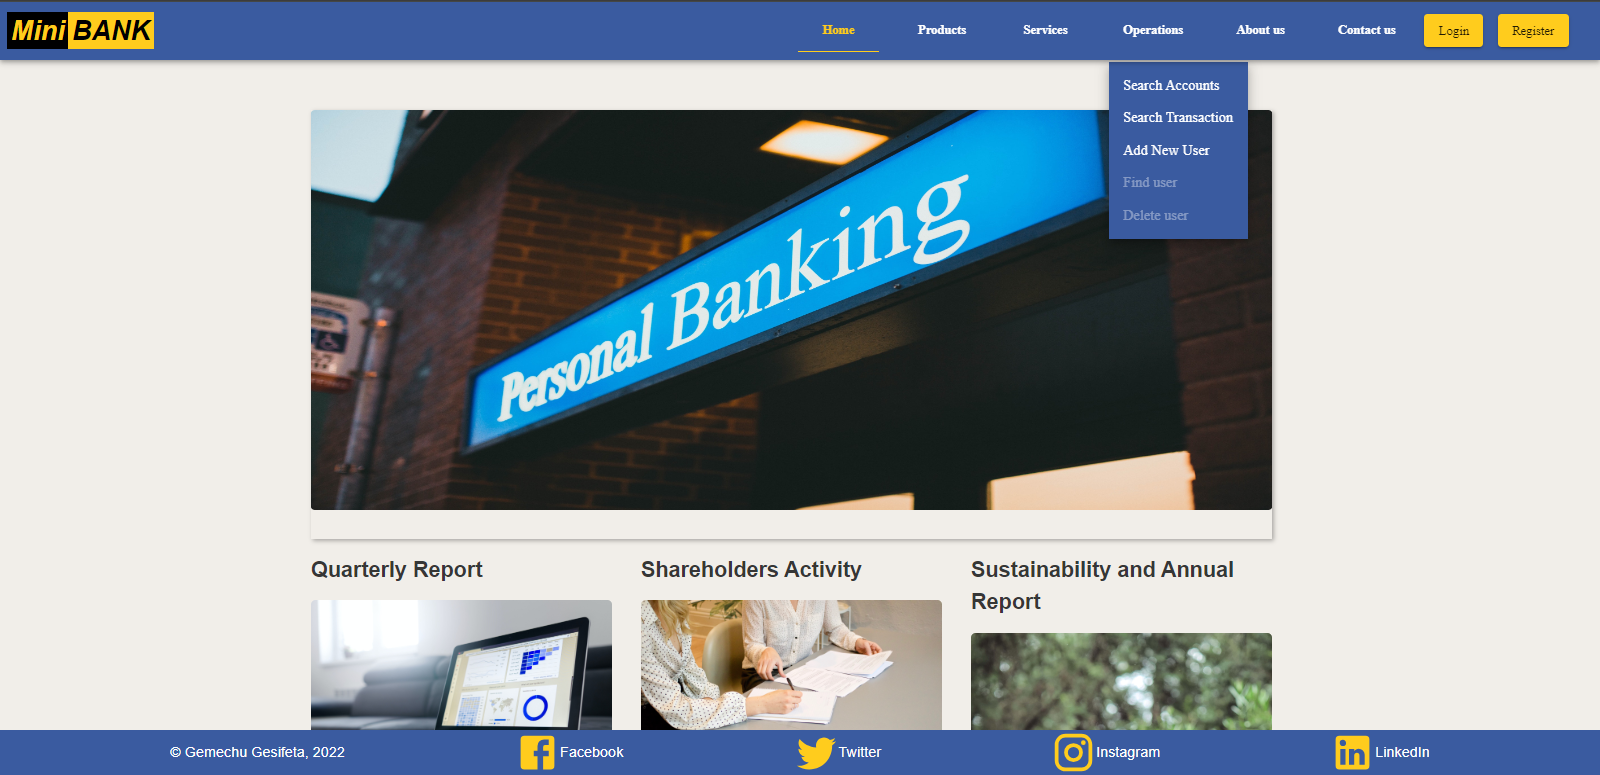 Mini BANK
Home
Products
Services
Operations
About us
Contact us
Login
Register
Search Accounts
Search Transaction
Add New User
Find user
Delete user
Personal Banking
Quarterly Report
Shareholders Activity
Sustainability and Annual
Report
© Gemechu Gesifeta, 2022
Facebook
Twitter
Instagram
LinkedIn